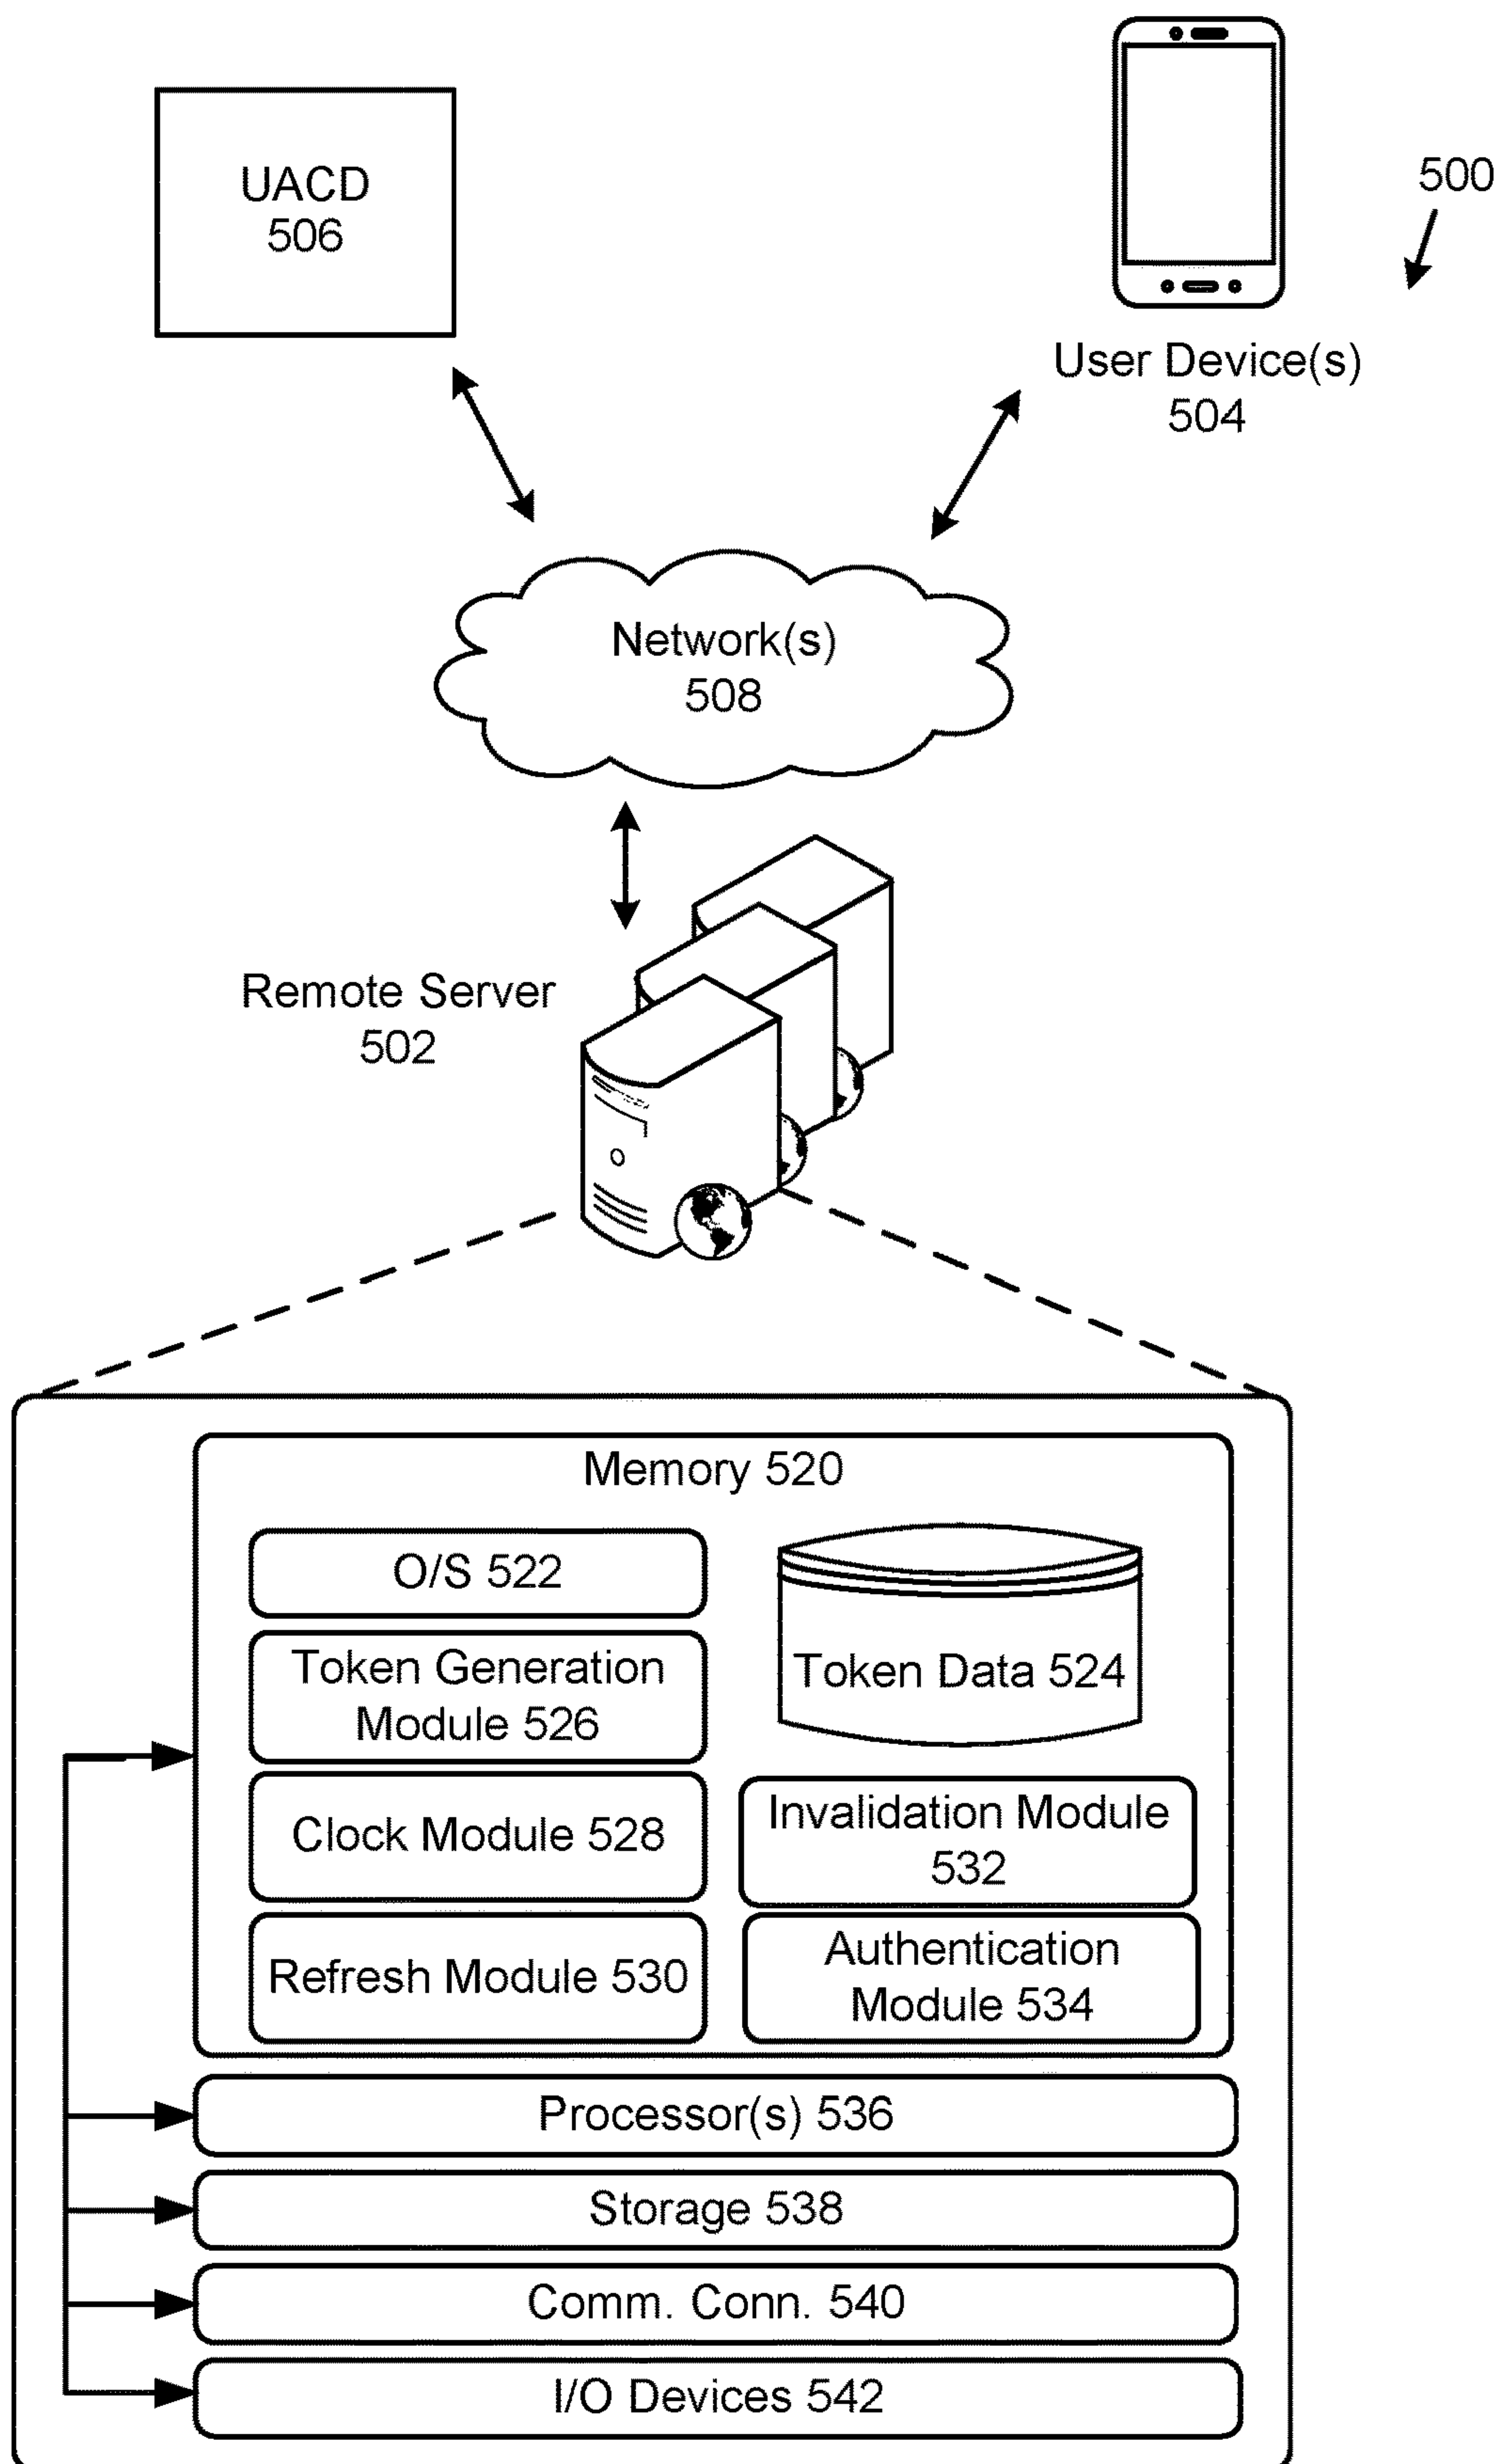 UACD
506
500
User Device(s)
504
Network(s)
508
Remote Server
502
Memory 520
O/S 522
Token Generation
Module 526
Clock Module 528
Refresh Module 530
Token Data 524
Invalidation Module
532
Authentication
Module 534
Processor(s) 536
Storage 538
Comm. Conn. 540
I/O Devices 542